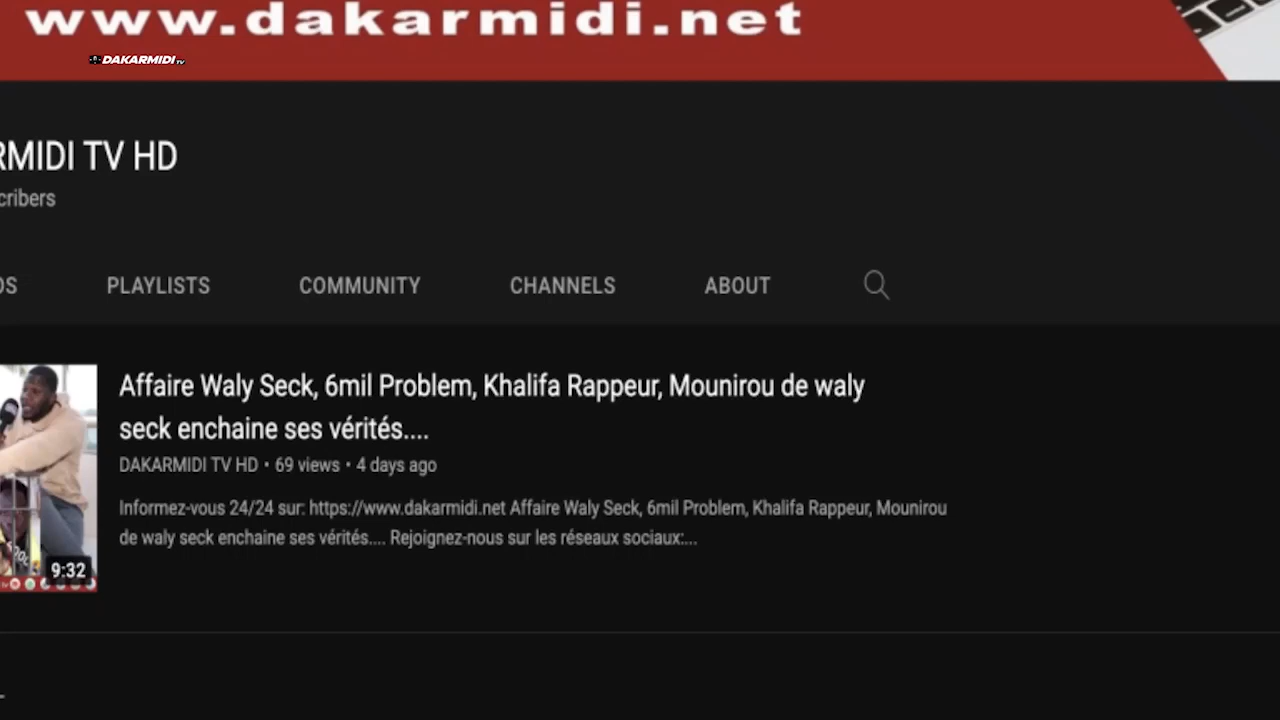 www.dakarmidi.net
DAKARMIDI TV
RMIDI TV HD
cribers
OS PLAYLISTS COMMUNITY CHANNELS ABOUT
Affaire Waly Seck, 6mil Problem, Khalifa Rappeur, Mounirou de waly
seck enchaine ses vérités....
DAKARMIDI TV HD • 69 views • 4 days ago
Informez-vous 24/24 sur: https://www.dakarmidi.net Affaire Waly Seck, 6mil Problem, Khalifa Rappeur, Mounirou
de waly seck enchaine ses vérités.... Rejoignez-nous sur les réseaux sociaux:...
9:32